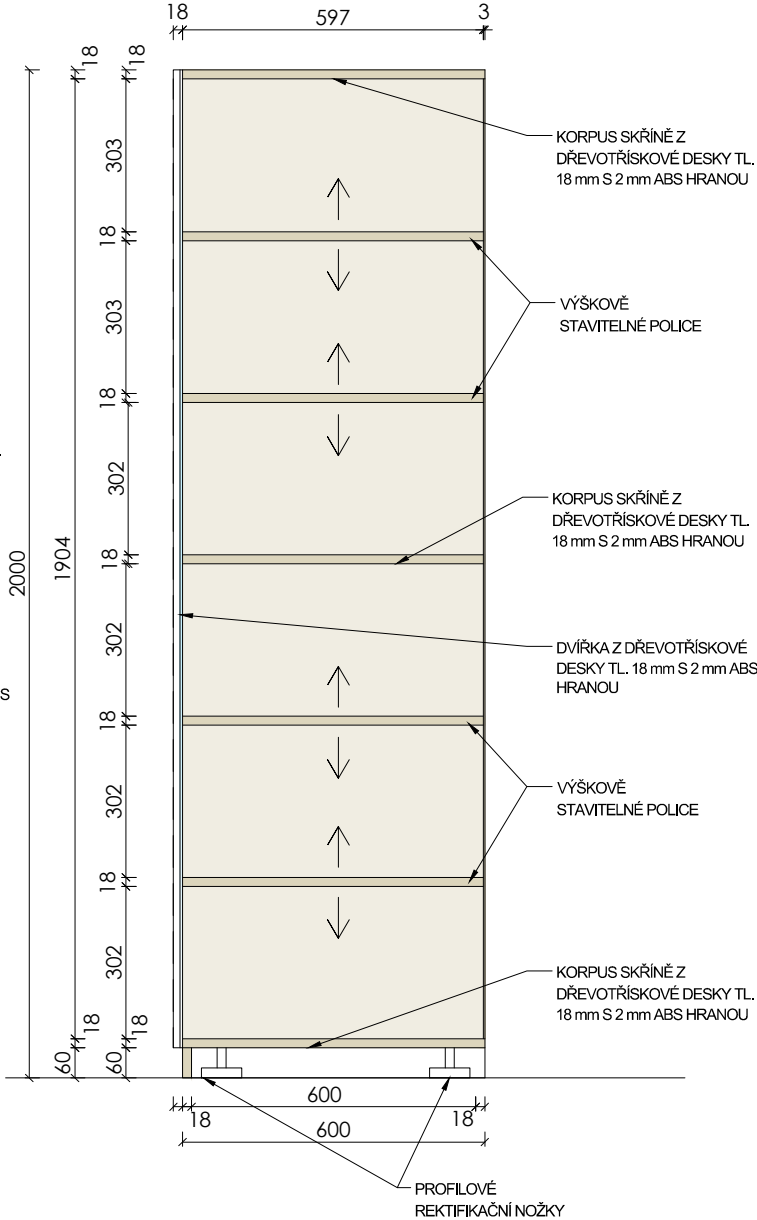 18
597
3
18
18
303
18
303
18
302
18
302
18
302
18
302
18
18
60
60
2000
1904
KORPUS SKŘÍNĚ Z
DŘEVOTŘÍSKOVÉ DESKY TL.
18 mm S 2 mm ABS HRANOU
VÝŠKOVĚ
STAVITELNÉ POLICE
KORPUS SKŘÍNĚ Z
DŘEVOTŘÍSKOVÉ DESKY TL.
18 mm S 2 mm ABS HRANOU
DVÍŘKA Z DŘEVOTŘÍSKOVÉ
DESKY TL. 18 mm S 2 mm ABS
HRANOU
S
VÝŠKOVĚ
STAVITELNÉ POLICE
KORPUS SKŘÍNĚ Z
DŘEVOTŘÍSKOVÉ DESKY TL.
18 mm S 2 mm ABS HRANOU
600
18
18
600
PROFILOVÉ
REKTIFIKAČNÍ NOŽKY